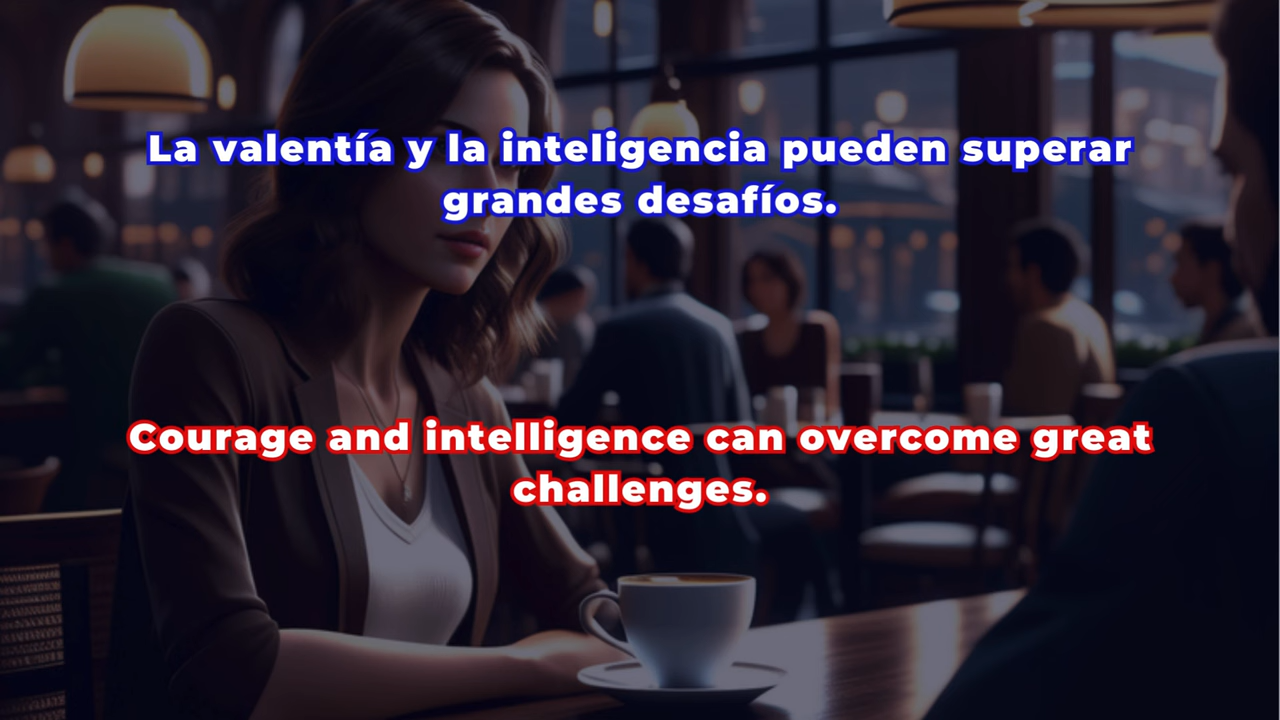 La valentía y la inteligencia pueden superar
grandes desafíos.
Courage and intelligence can overcome great
challenges.